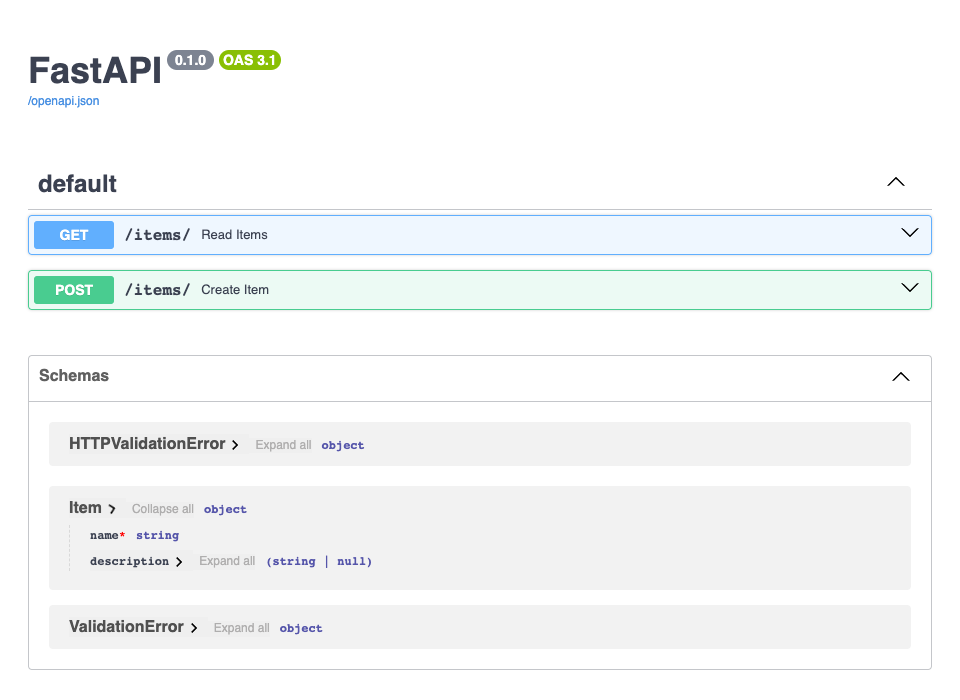 FastAPI 0.1.0 OAS 3.1
/openapi.json
default
GET /items/ Read Items
POST /items/ Create Item
Schemas
HTTPValidationError Expand all object
Item Collapse all object
name* string
description Expand all (string | null)
ValidationError Expand all object